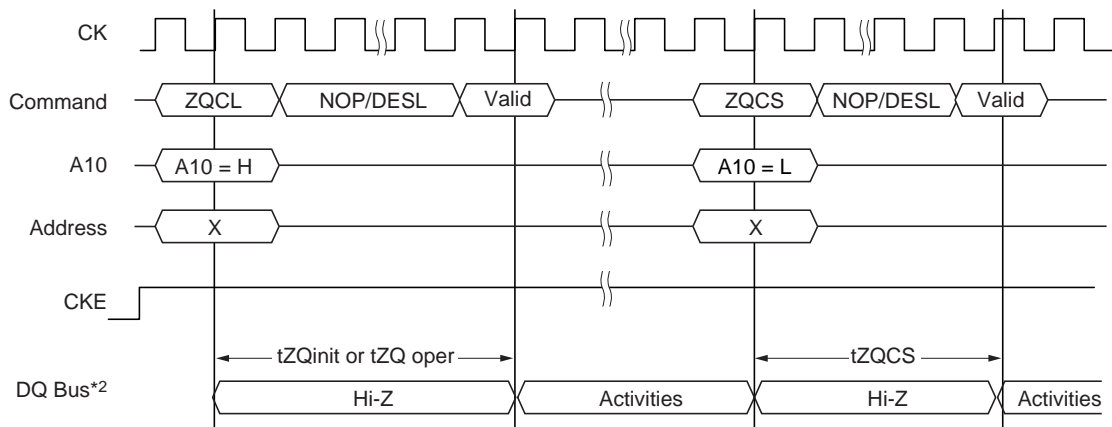 CK
Command ZQCL NOP/DESL Valid ZQCS NOP/DESL Valid
A10 A10 = H A10 = L
Address X X
CKE
tZQinit or tZQ oper tZQCS
DQ Bus*2 Hi-Z Activities Hi-Z Activities